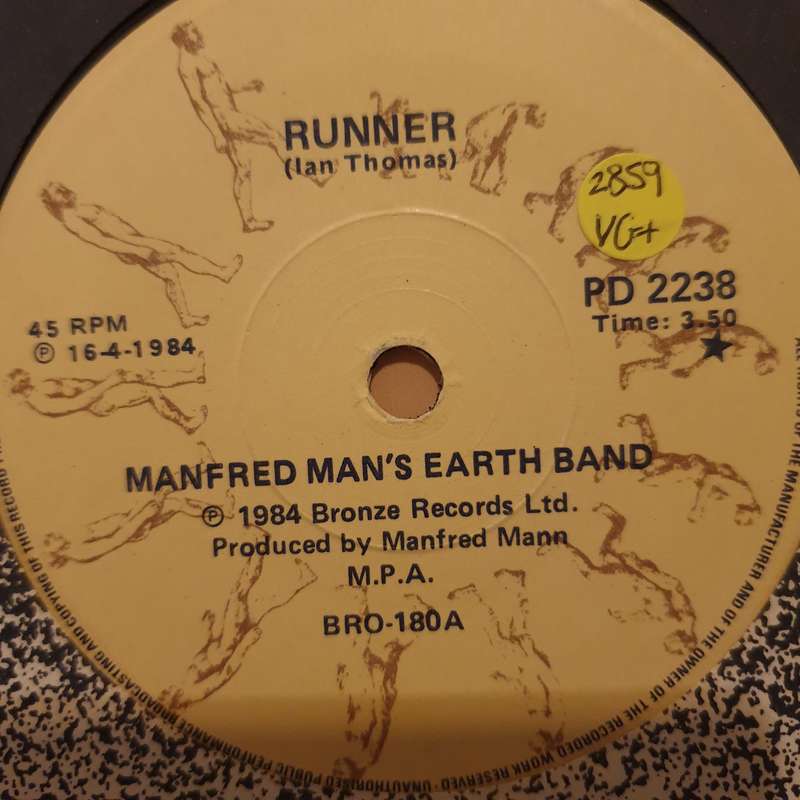 RUNNER
(Ian Thomas)
2859
VG+
PD 2238
Time: 3.50
45 RPM
℗ 16-4-1984
MANFRED MAN'S EARTH BAND
℗ 1984 Bronze Records Ltd.
Produced by Manfred Mann
M.P.A.
BRO-180A
ALL RIGHTS OF THE MANUFACTURER AND OF THE OWNER OF THE RECORDED WORK RESERVED · UNAUTHORISED PUBLIC PERFORMANCE BROADCASTING AND COPYING OF THIS RECORD